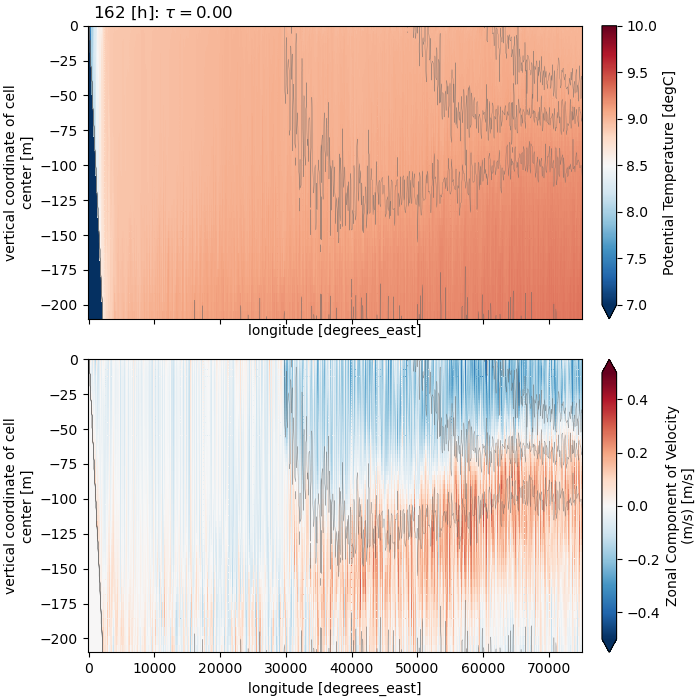 162 [h]: τ = 0.00
0
−25
−50
−75
−100
−125
−150
−175
−200
vertical coordinate of cell
center [m]
longitude [degrees_east]
10.0
9.5
9.0
8.5
8.0
7.5
7.0
Potential Temperature [degC]
0
−25
−50
−75
−100
−125
−150
−175
−200
vertical coordinate of cell
center [m]
0 10000 20000 30000 40000 50000 60000 70000
longitude [degrees_east]
0.4
0.2
0.0
−0.2
−0.4
Zonal Component of Velocity
(m/s) [m/s]